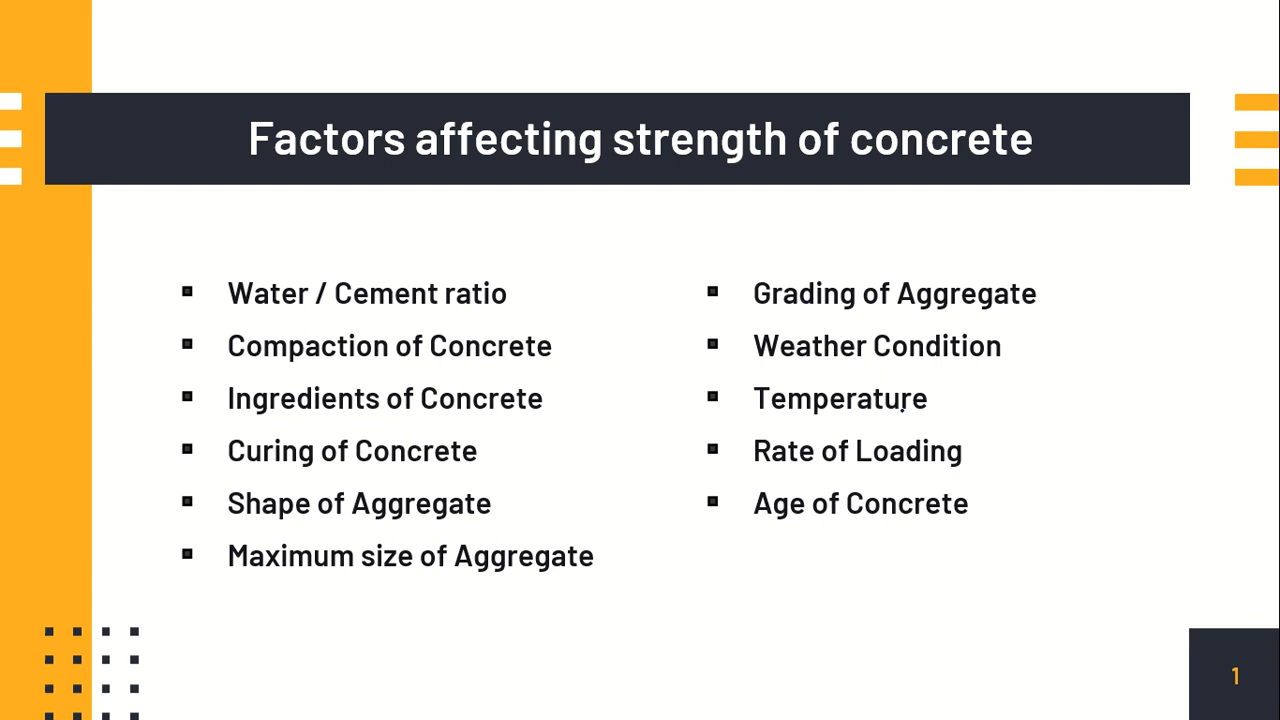 Factors affecting strength of concrete
Water / Cement ratio
Compaction of Concrete
Ingredients of Concrete
Curing of Concrete
Shape of Aggregate
Maximum size of Aggregate
Grading of Aggregate
Weather Condition
Temperature
Rate of Loading
Age of Concrete
1